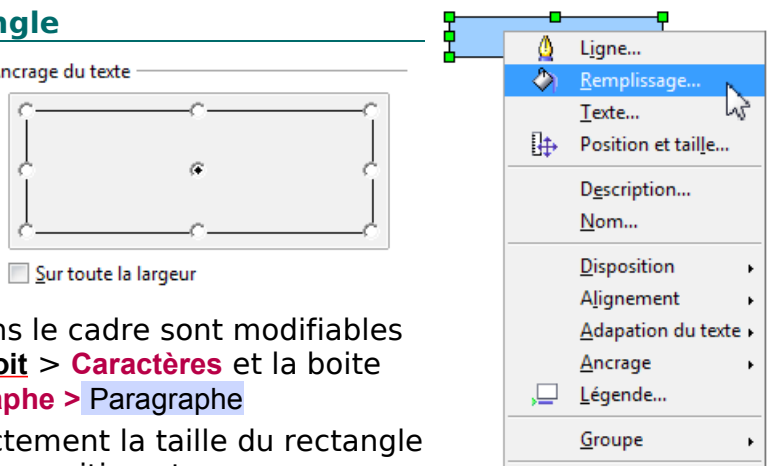 ngle
ncrage du texte
Sur toute la largeur
ns le cadre sont modifiables
oit > Caractères et la boite
aphe > Paragraphe
ctement la taille du rectangle
Ligne...
Remplissage...
Texte...
Position et taille...
Description...
Nom...
Disposition
Alignement
Adapation du texte
Ancrage
Légende...
Groupe